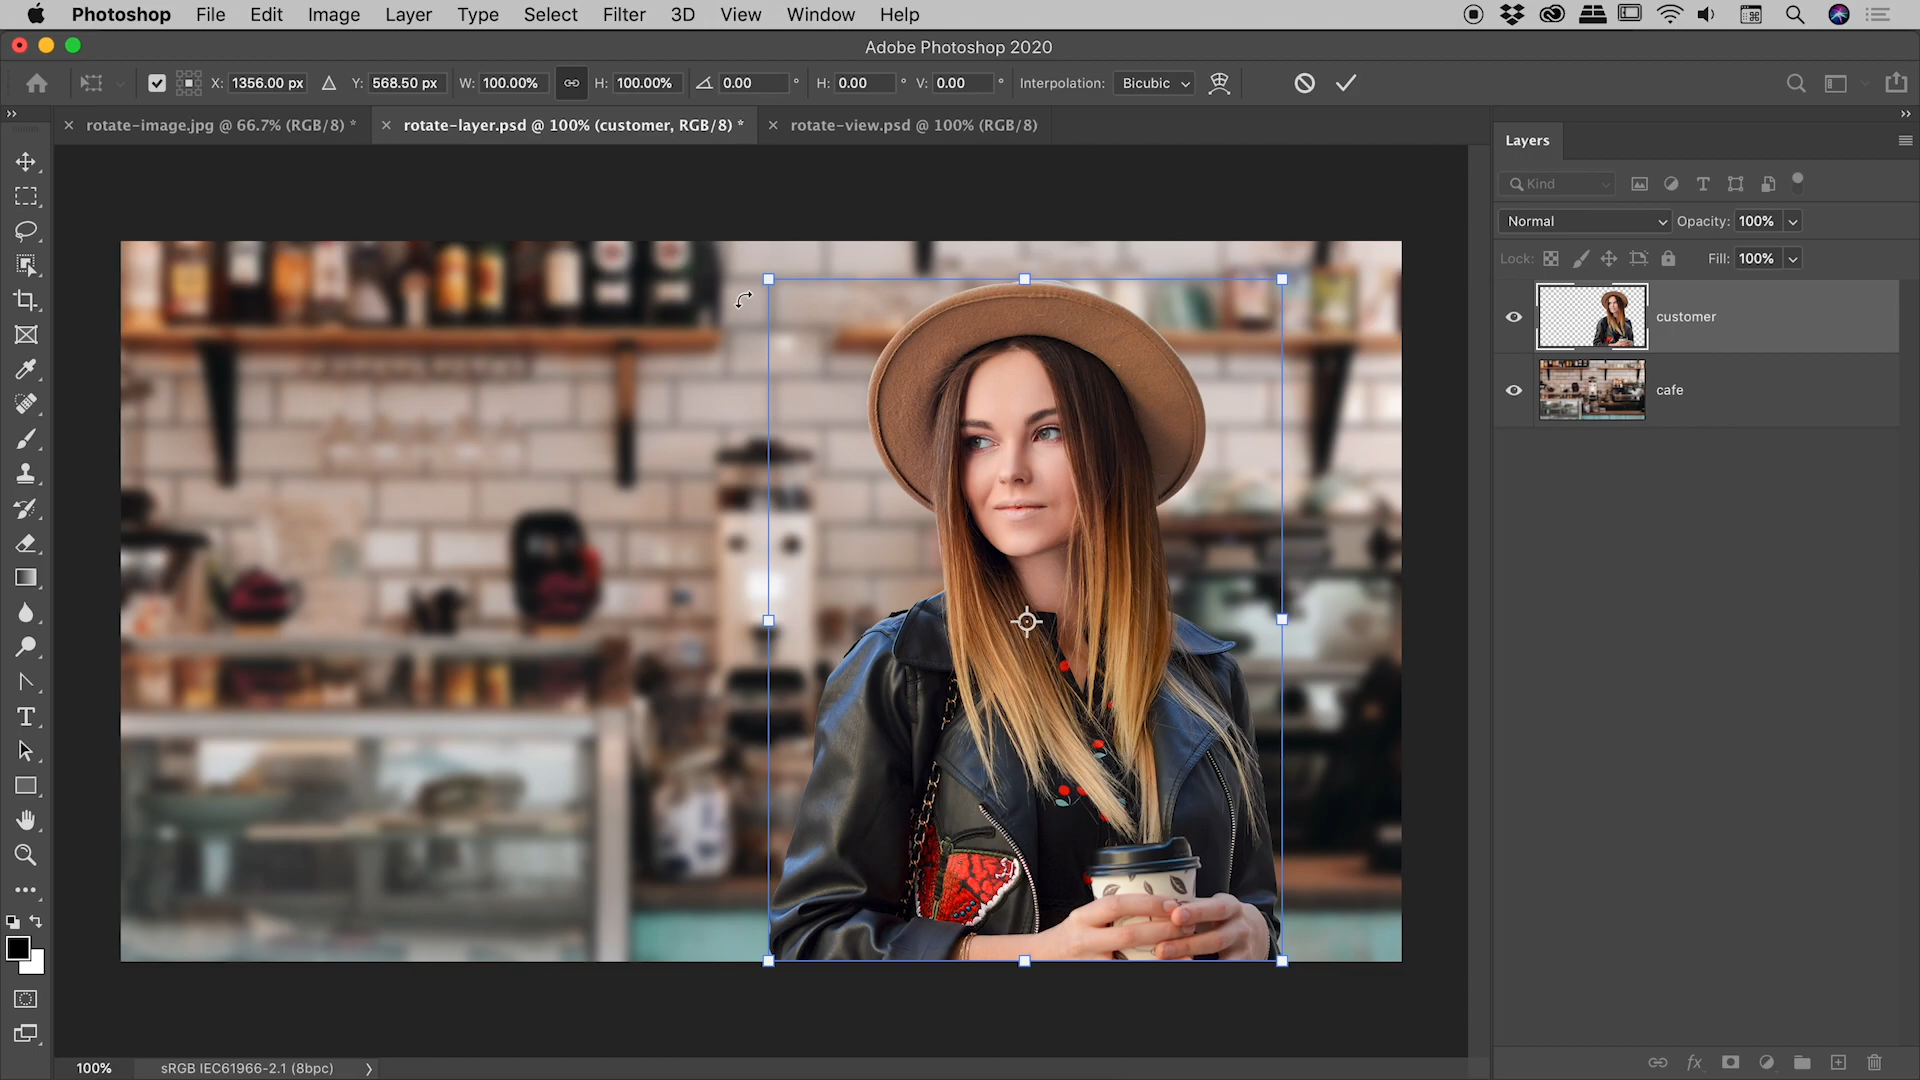 Photoshop File Edit Image Layer Type Select Filter 3D View Window Help
Adobe Photoshop 2020
X: 1356.00 px Y: 568.50 px W: 100.00% H: 100.00% 0.00 ° H: 0.00 ° V: 0.00 ° Interpolation: Bicubic
× rotate-image.jpg @ 66.7% (RGB/8) * × rotate-layer.psd @ 100% (customer, RGB/8) * × rotate-view.psd @ 100% (RGB/8)
Layers
Kind
Normal Opacity: 100%
Lock: Fill: 100%
customer
cafe
100% sRGB IEC61966-2.1 (8bpc)